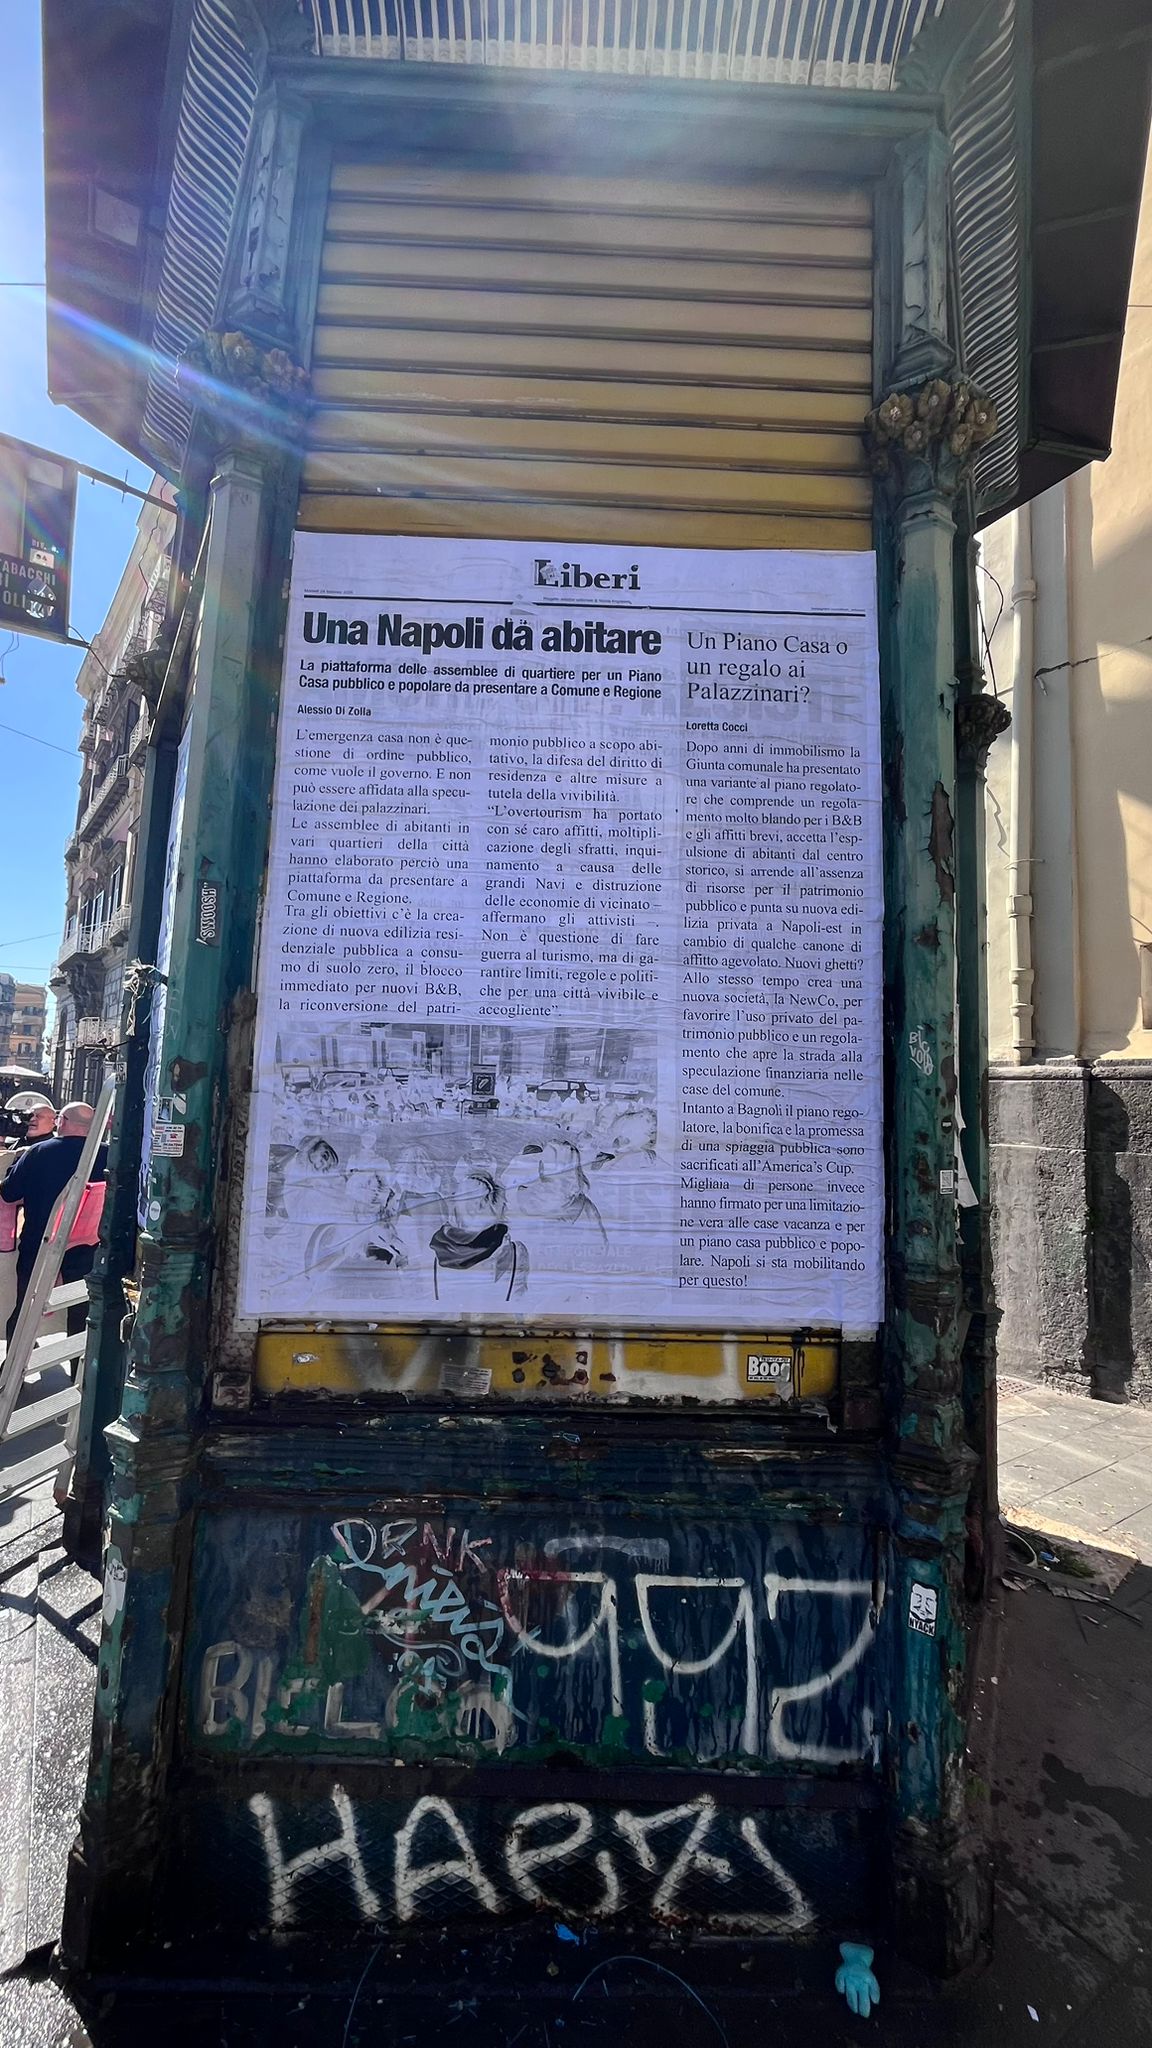 Liberi
Una Napoli da abitare
La piattaforma delle assemblee di quartiere per un Piano
Casa pubblico e popolare da presentare a Comune e Regione
Alessio Di Zolla
L'emergenza casa non è que-
stione di ordine pubblico,
come vuole il governo. E non
può essere affidata alla specu-
lazione dei palazzinari.
Le assemblee di abitanti in
vari quartieri della città
hanno elaborato perciò una
piattaforma da presentare a
Comune e Regione.
Tra gli obiettivi c'è la crea-
zione di nuova edilizia resi-
denziale pubblica a consu-
mo di suolo zero, il blocco
immediato per nuovi B&B,
la riconversione del patri-
monio pubblico a scopo abi-
tativo, la difesa del diritto di
residenza e altre misure a
tutela della vivibilità.
“L'overtourism ha portato
con sé caro affitti, moltipli-
cazione degli sfratti, inqui-
namento a causa delle
grandi Navi e distruzione
delle economie di vicinato –
affermano gli attivisti –.
Non è questione di fare
guerra al turismo, ma di ga-
rantire limiti, regole e politi-
che per una città vivibile e
accogliente”.
Un Piano Casa o
un regalo ai
Palazzinari?
Loretta Cocci
Dopo anni di immobilismo la
Giunta comunale ha presentato
una variante al piano regolato-
re che comprende un regola-
mento molto blando per i B&B
e gli affitti brevi, accetta l'esp-
ulsione di abitanti dal centro
storico, si arrende all'assenza
di risorse per il patrimonio
pubblico e punta su nuova edi-
lizia privata a Napoli-est in
cambio di qualche canone di
affitto agevolato. Nuovi ghetti?
Allo stesso tempo crea una
nuova società, la NewCo, per
favorire l'uso privato del pa-
trimonio pubblico e un regola-
mento che apre la strada alla
speculazione finanziaria nelle
case del comune.
Intanto a Bagnoli il piano rego-
latore, la bonifica e la promessa
di una spiaggia pubblica sono
sacrificati all'America's Cup.
Migliaia di persone invece
hanno firmato per una limitazio-
ne vera alle case vacanza e per
un piano casa pubblico e popo-
lare. Napoli si sta mobilitando
per questo!
TABACCHI
"SWOOSH"
NYACK